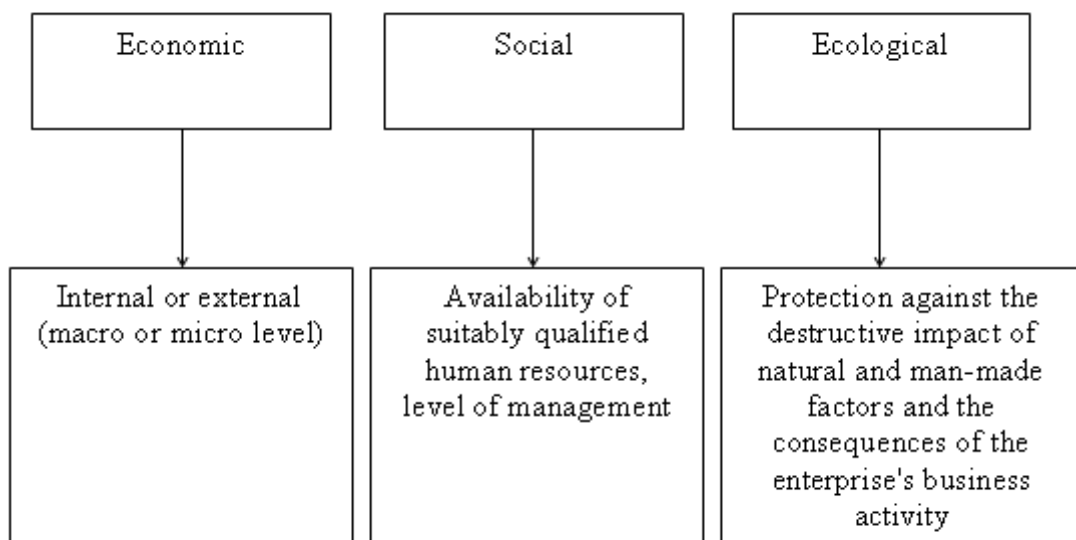 Economic
Social
Ecological
Internal or external
(macro or micro level)
Availability of
suitably qualified
human resources,
level of management
Protection against the
destructive impact of
natural and man-made
factors and the
consequences of the
enterprise's business
activity